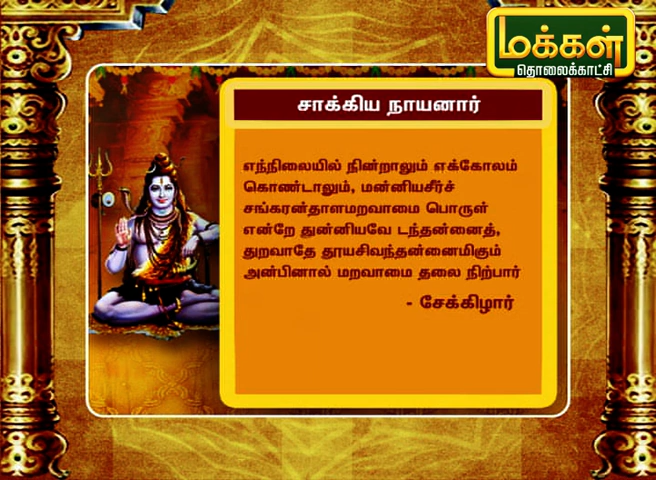 மக்கள்
தொலைக்காட்சி
சாக்கிய நாயனார்
எந்நிலையில் நின்றாலும் எக்கோலம்
கொண்டாலும், மன்னியசீர்ச்
சங்கரன்தாளமறவாமை பொருள்
என்றே துன்னியவே டந்தன்னைத்,
துறவாதே தூயசிவந்தன்னைமிகும்
அன்பினால் மறவாமை தலை நிற்பார்
- சேக்கிழார்